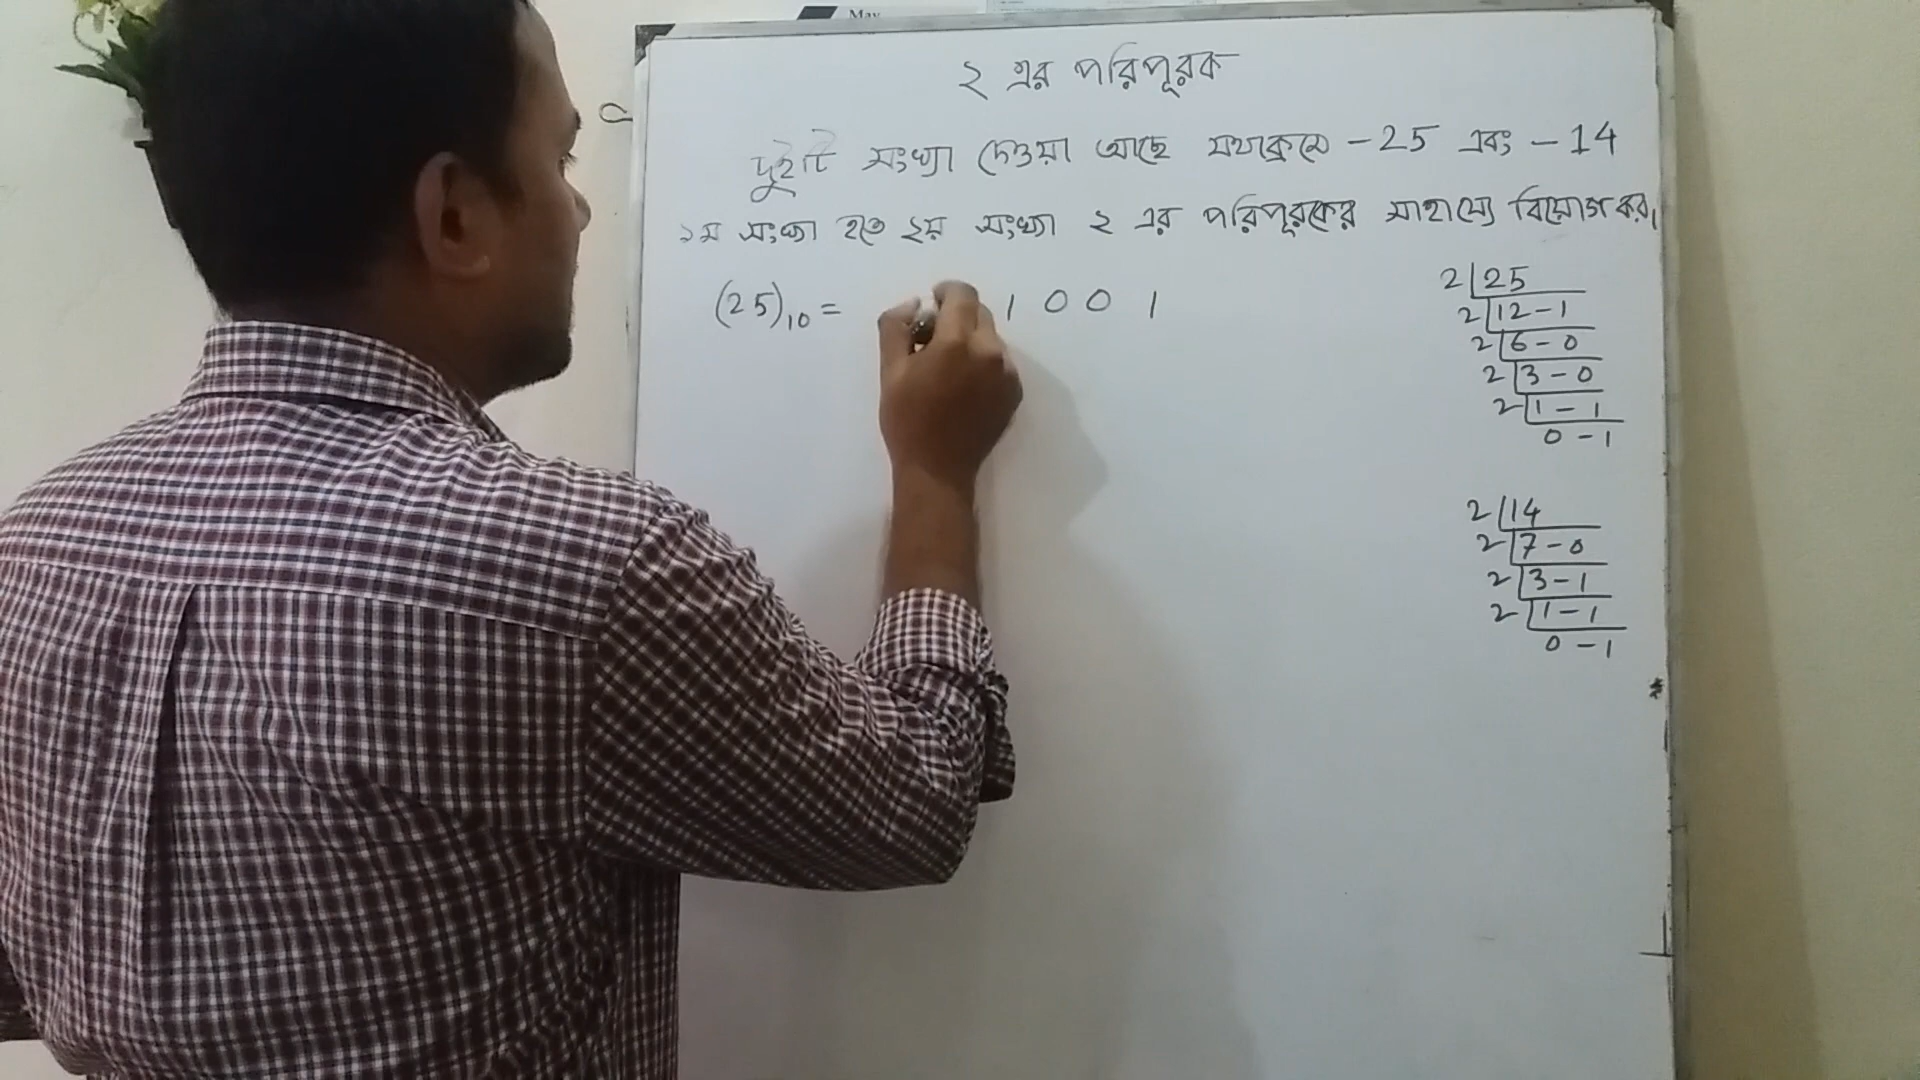 May
২ এর পরিপূরক
দুইটি সংখ্যা দেওয়া আছে যথাক্রমে -25 এবং -14
১ম সংখ্যা হতে ২য় সংখ্যা ২ এর পরিপূরকের সাহায্যে বিয়োগ কর।
(25)₁₀ = 1 0 0 1
2 25
2 12 - 1
2 6 - 0
2 3 - 0
2 1 - 1
0 - 1
2 14
2 7 - 0
2 3 - 1
2 1 - 1
0 - 1